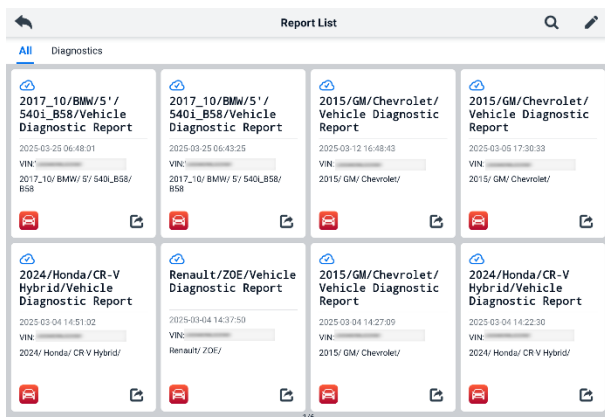 Report List
All Diagnostics
2017_10/BMW/5'/
540i_B58/Vehicle
Diagnostic Report
2025-03-25 06:48:01
VIN:
2017_10/ BMW/ 5'/ 540i_B58/
B58
2017_10/BMW/5'/
540i_B58/Vehicle
Diagnostic Report
2025-03-25 06:43:25
VIN:
2017_10/ BMW/ 5'/ 540i_B58/
B58
2015/GM/Chevrolet/
Vehicle Diagnostic
Report
2025-03-12 16:48:43
VIN:
2015/ GM/ Chevrolet/
2015/GM/Chevrolet/
Vehicle Diagnostic
Report
2025-03-05 17:30:33
VIN:
2015/ GM/ Chevrolet/
2024/Honda/CR-V
Hybrid/Vehicle
Diagnostic Report
2025-03-04 14:51:02
VIN:
2024/ Honda/ CR-V Hybrid/
Renault/ZOE/Vehicle
Diagnostic Report
2025-03-04 14:37:50
VIN:
Renault/ ZOE/
2015/GM/Chevrolet/
Vehicle Diagnostic
Report
2025-03-04 14:27:09
VIN:
2015/ GM/ Chevrolet/
2024/Honda/CR-V
Hybrid/Vehicle
Diagnostic Report
2025-03-04 14:22:30
VIN:
2024/ Honda/ CR-V Hybrid/